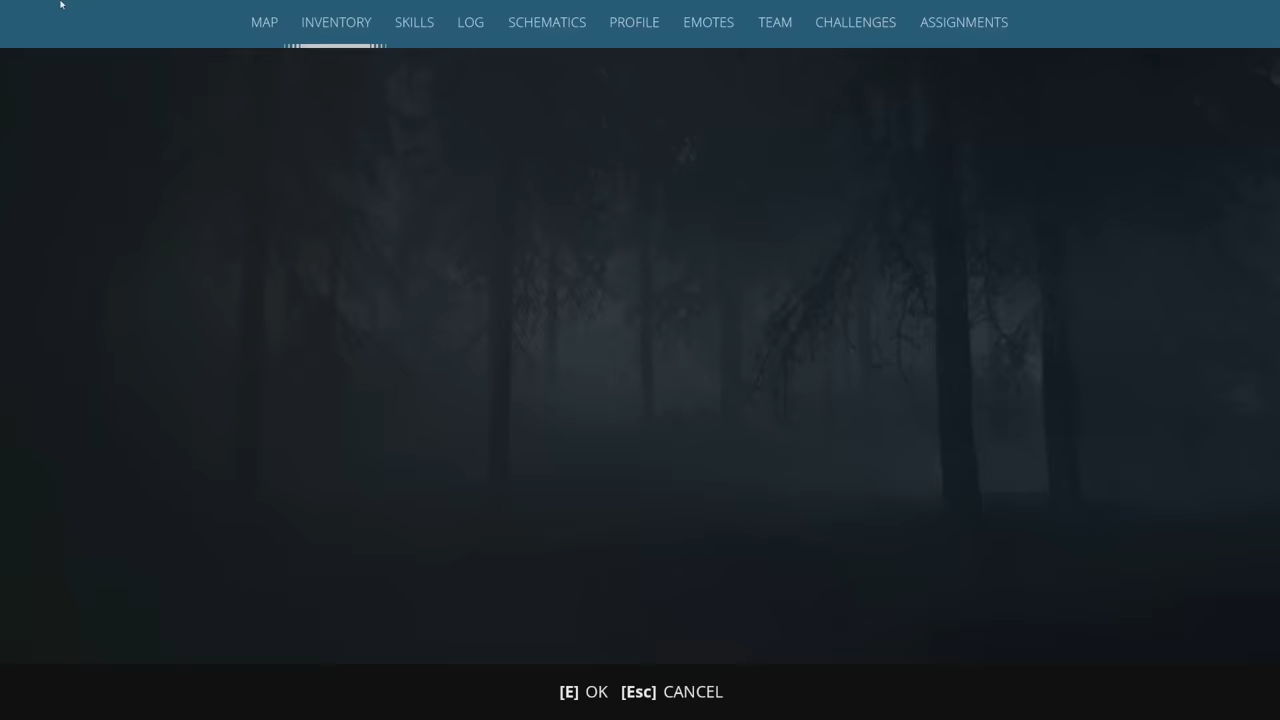 MAP INVENTORY SKILLS LOG SCHEMATICS PROFILE EMOTES TEAM CHALLENGES ASSIGNMENTS
[E] OK [Esc] CANCEL